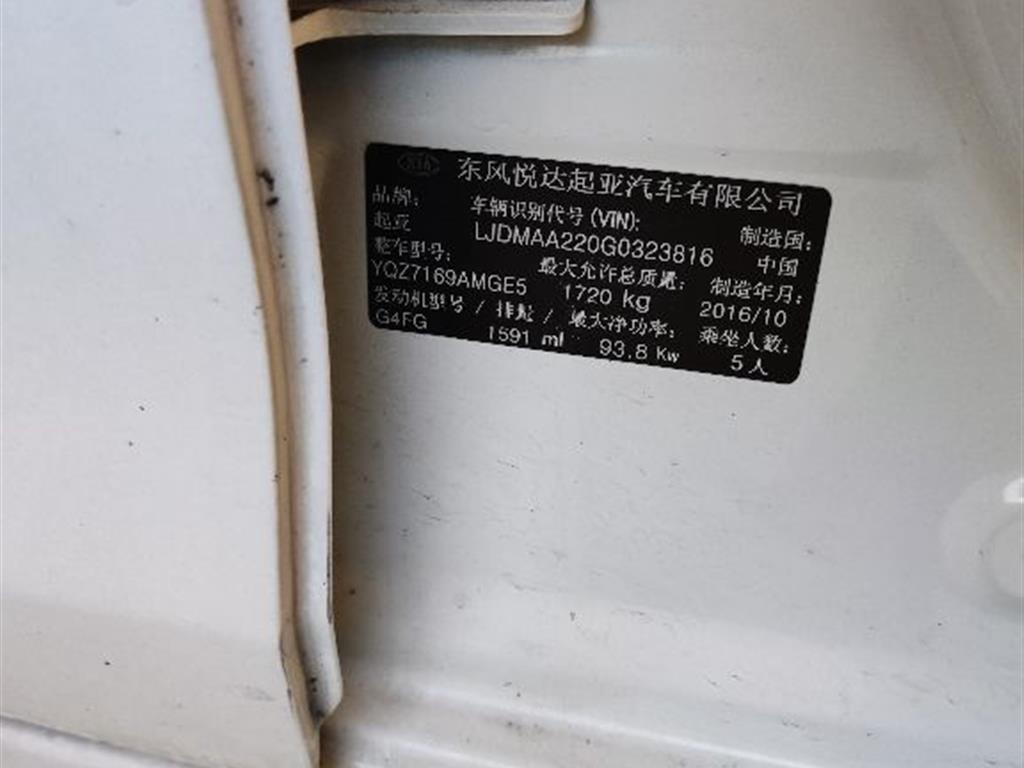 KIA 东风悦达起亚汽车有限公司
品牌: 车辆识别代号(VIN): 制造国:
起亚 LJDMAA220G0323816 中国
整车型号: 最大允许总质量: 制造年月:
YQZ7169AMGE5 1720 kg 2016/10
发动机型号 / 排量 / 最大净功率: 乘坐人数:
G4FG 1591 ml 93.8 Kw 5人